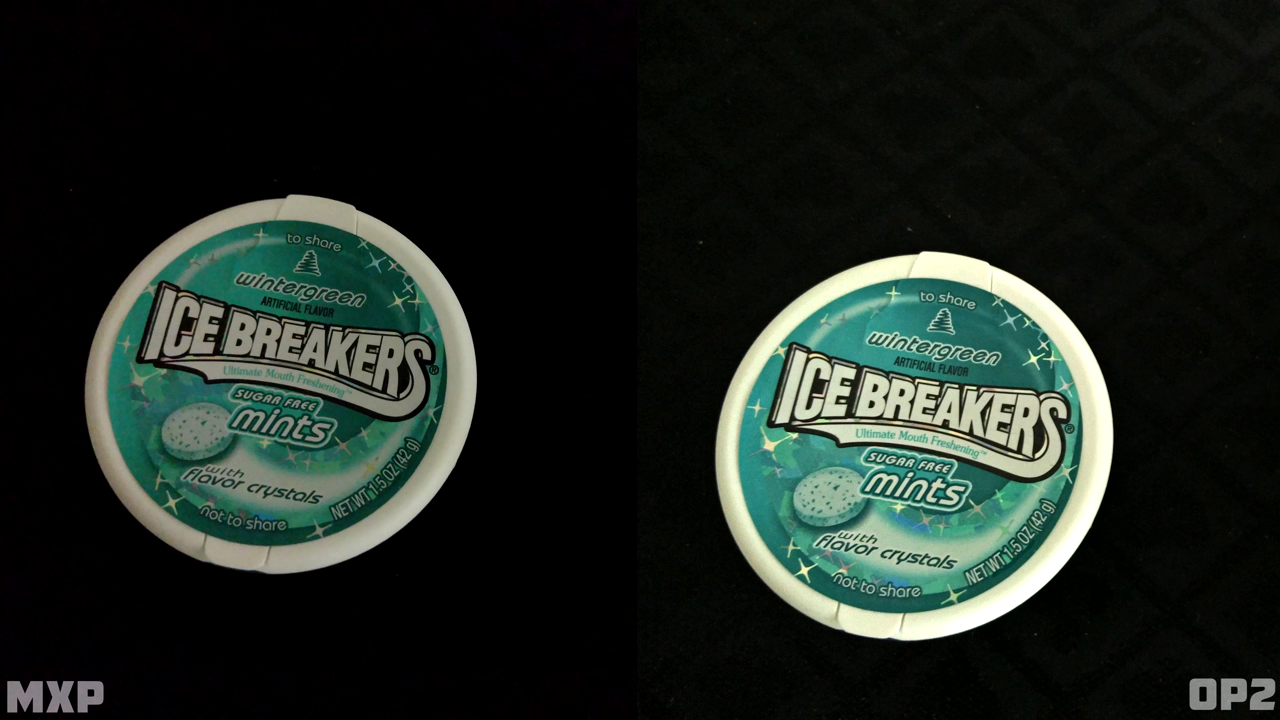 to share
wintergreen
ARTIFICIAL FLAVOR
ICE BREAKERS®
Ultimate Mouth Freshening™
SUGAR FREE
mints
with
flavor crystals
NET WT 1.5 OZ (42 g)
not to share
MXP
to share
wintergreen
ARTIFICIAL FLAVOR
ICE BREAKERS®
Ultimate Mouth Freshening™
SUGAR FREE
mints
with
flavor crystals
NET WT 1.5 OZ (42 g)
not to share
OP2